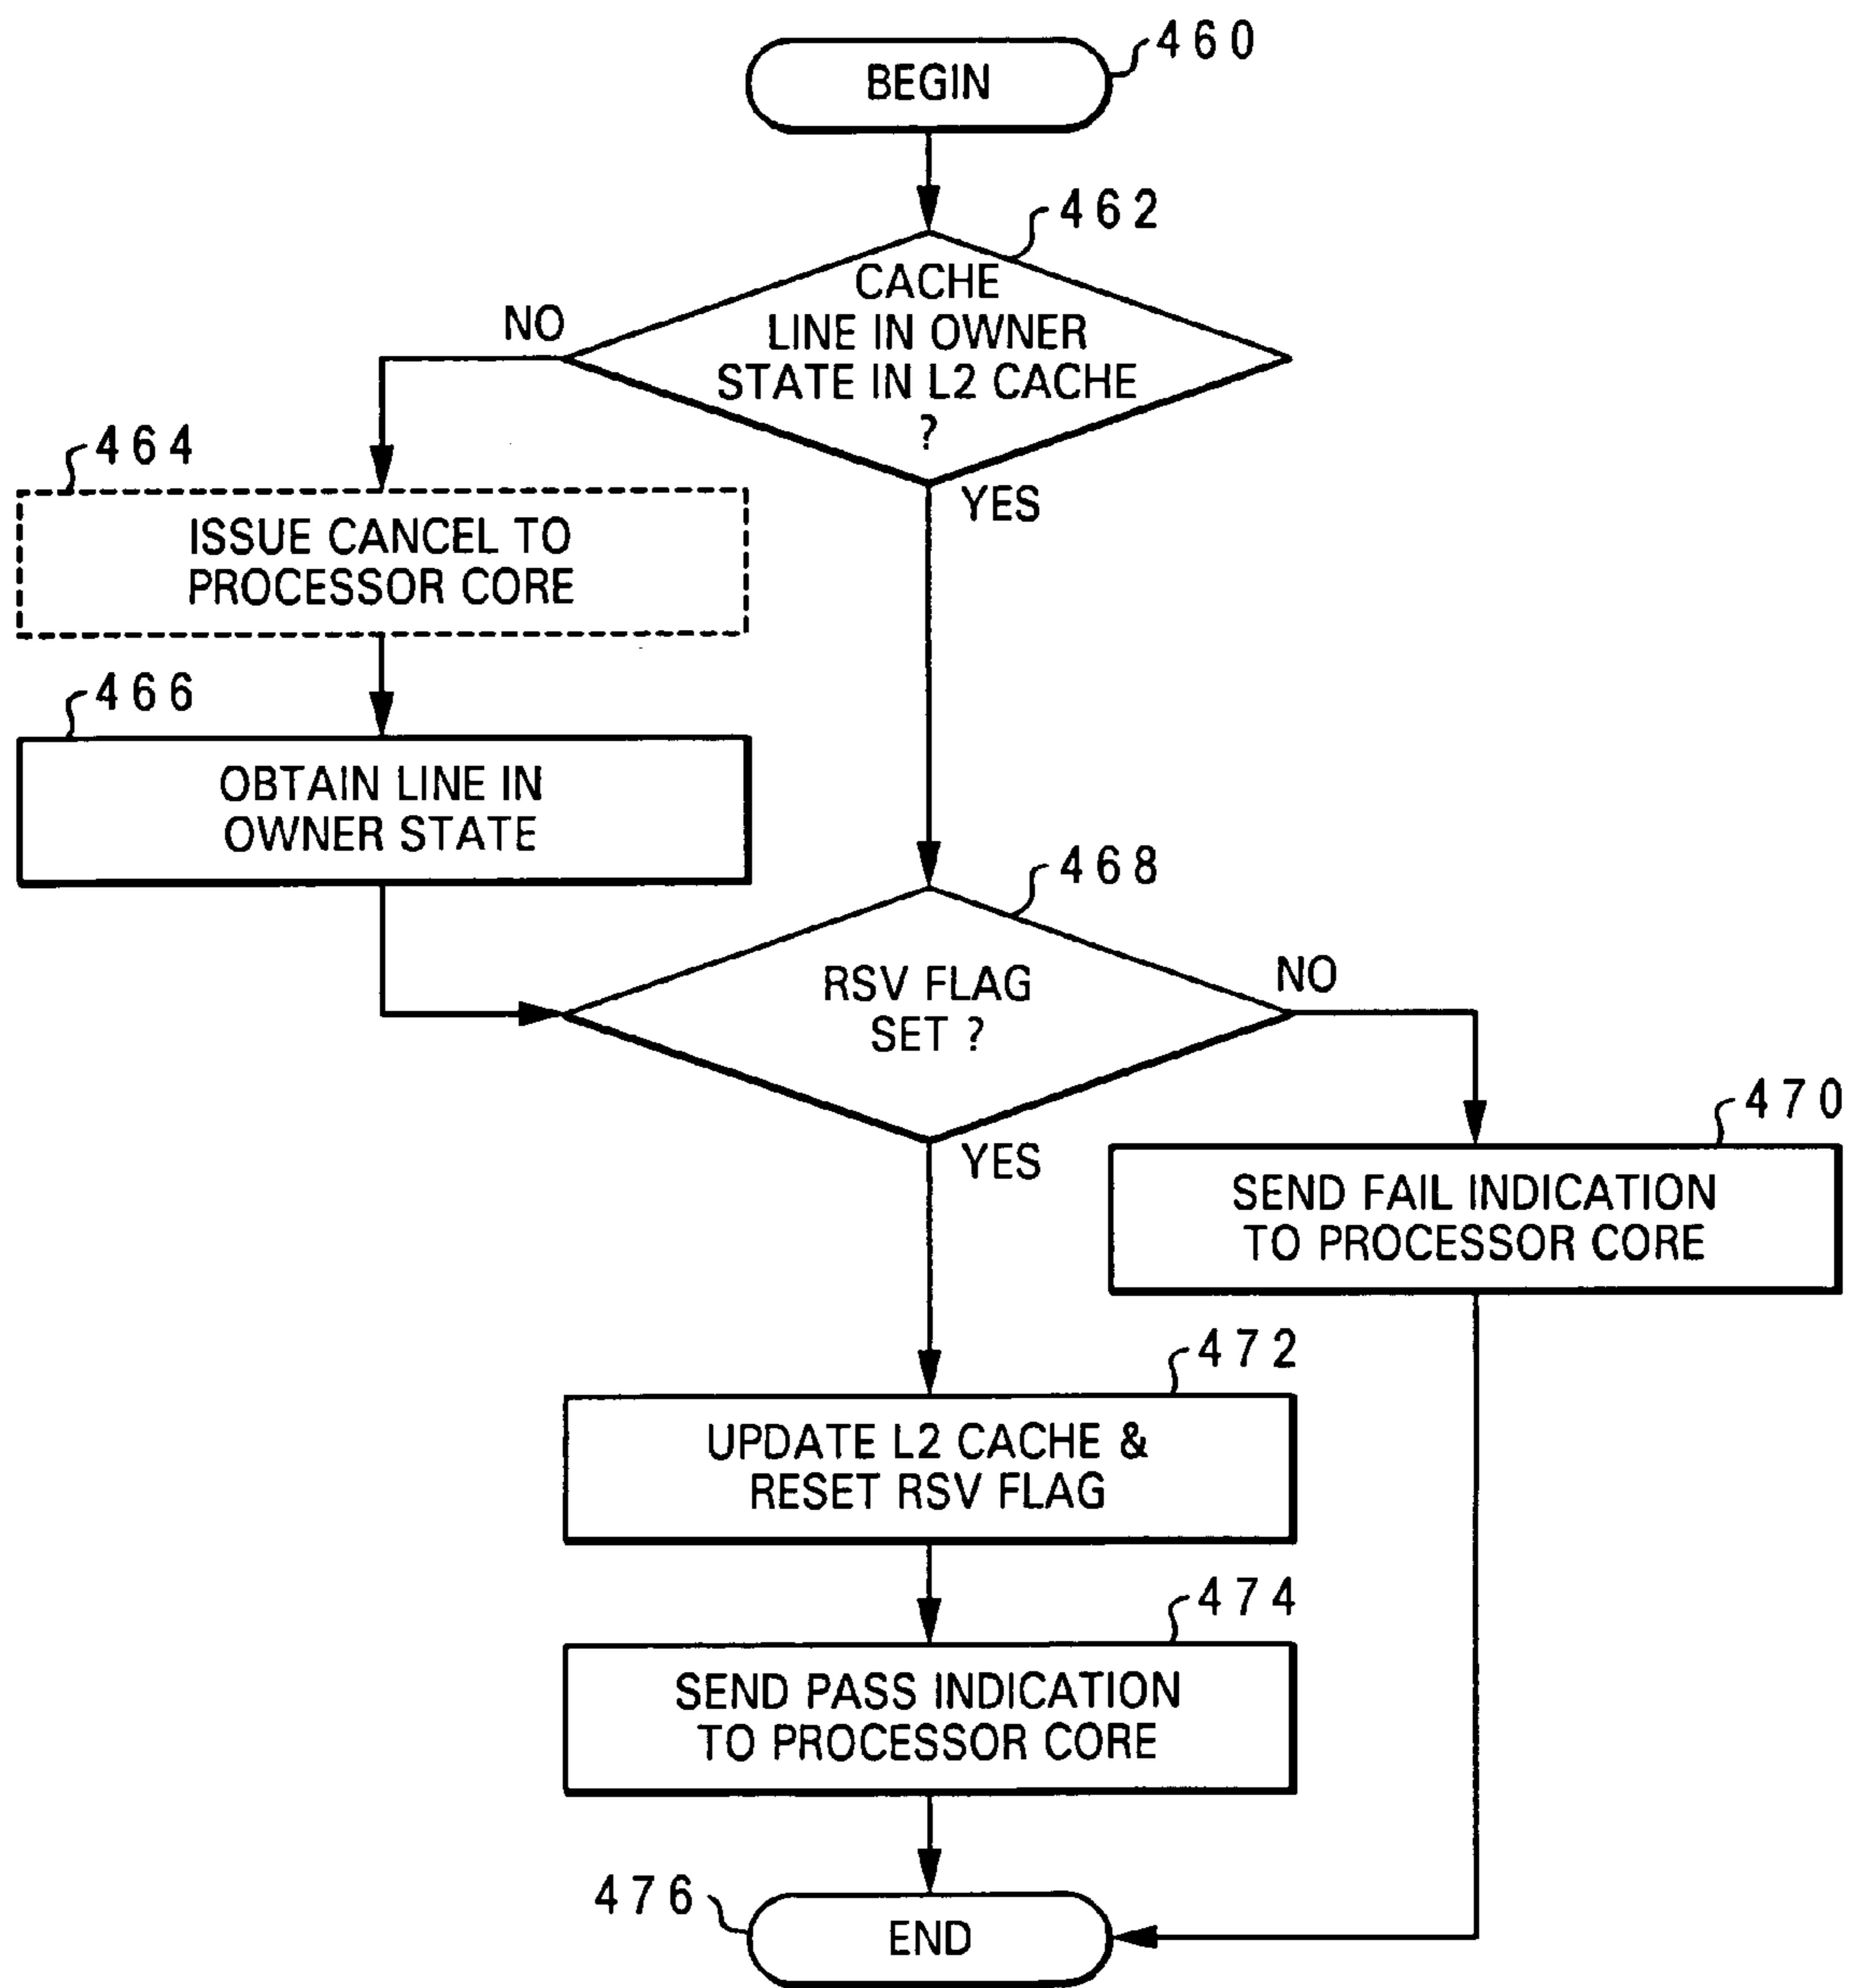 460
BEGIN
462
CACHE
LINE IN OWNER
STATE IN L2 CACHE
?
NO
YES
464
ISSUE CANCEL TO
PROCESSOR CORE
466
OBTAIN LINE IN
OWNER STATE
468
RSV FLAG
SET ?
NO
YES
470
SEND FAIL INDICATION
TO PROCESSOR CORE
472
UPDATE L2 CACHE &
RESET RSV FLAG
474
SEND PASS INDICATION
TO PROCESSOR CORE
476
END